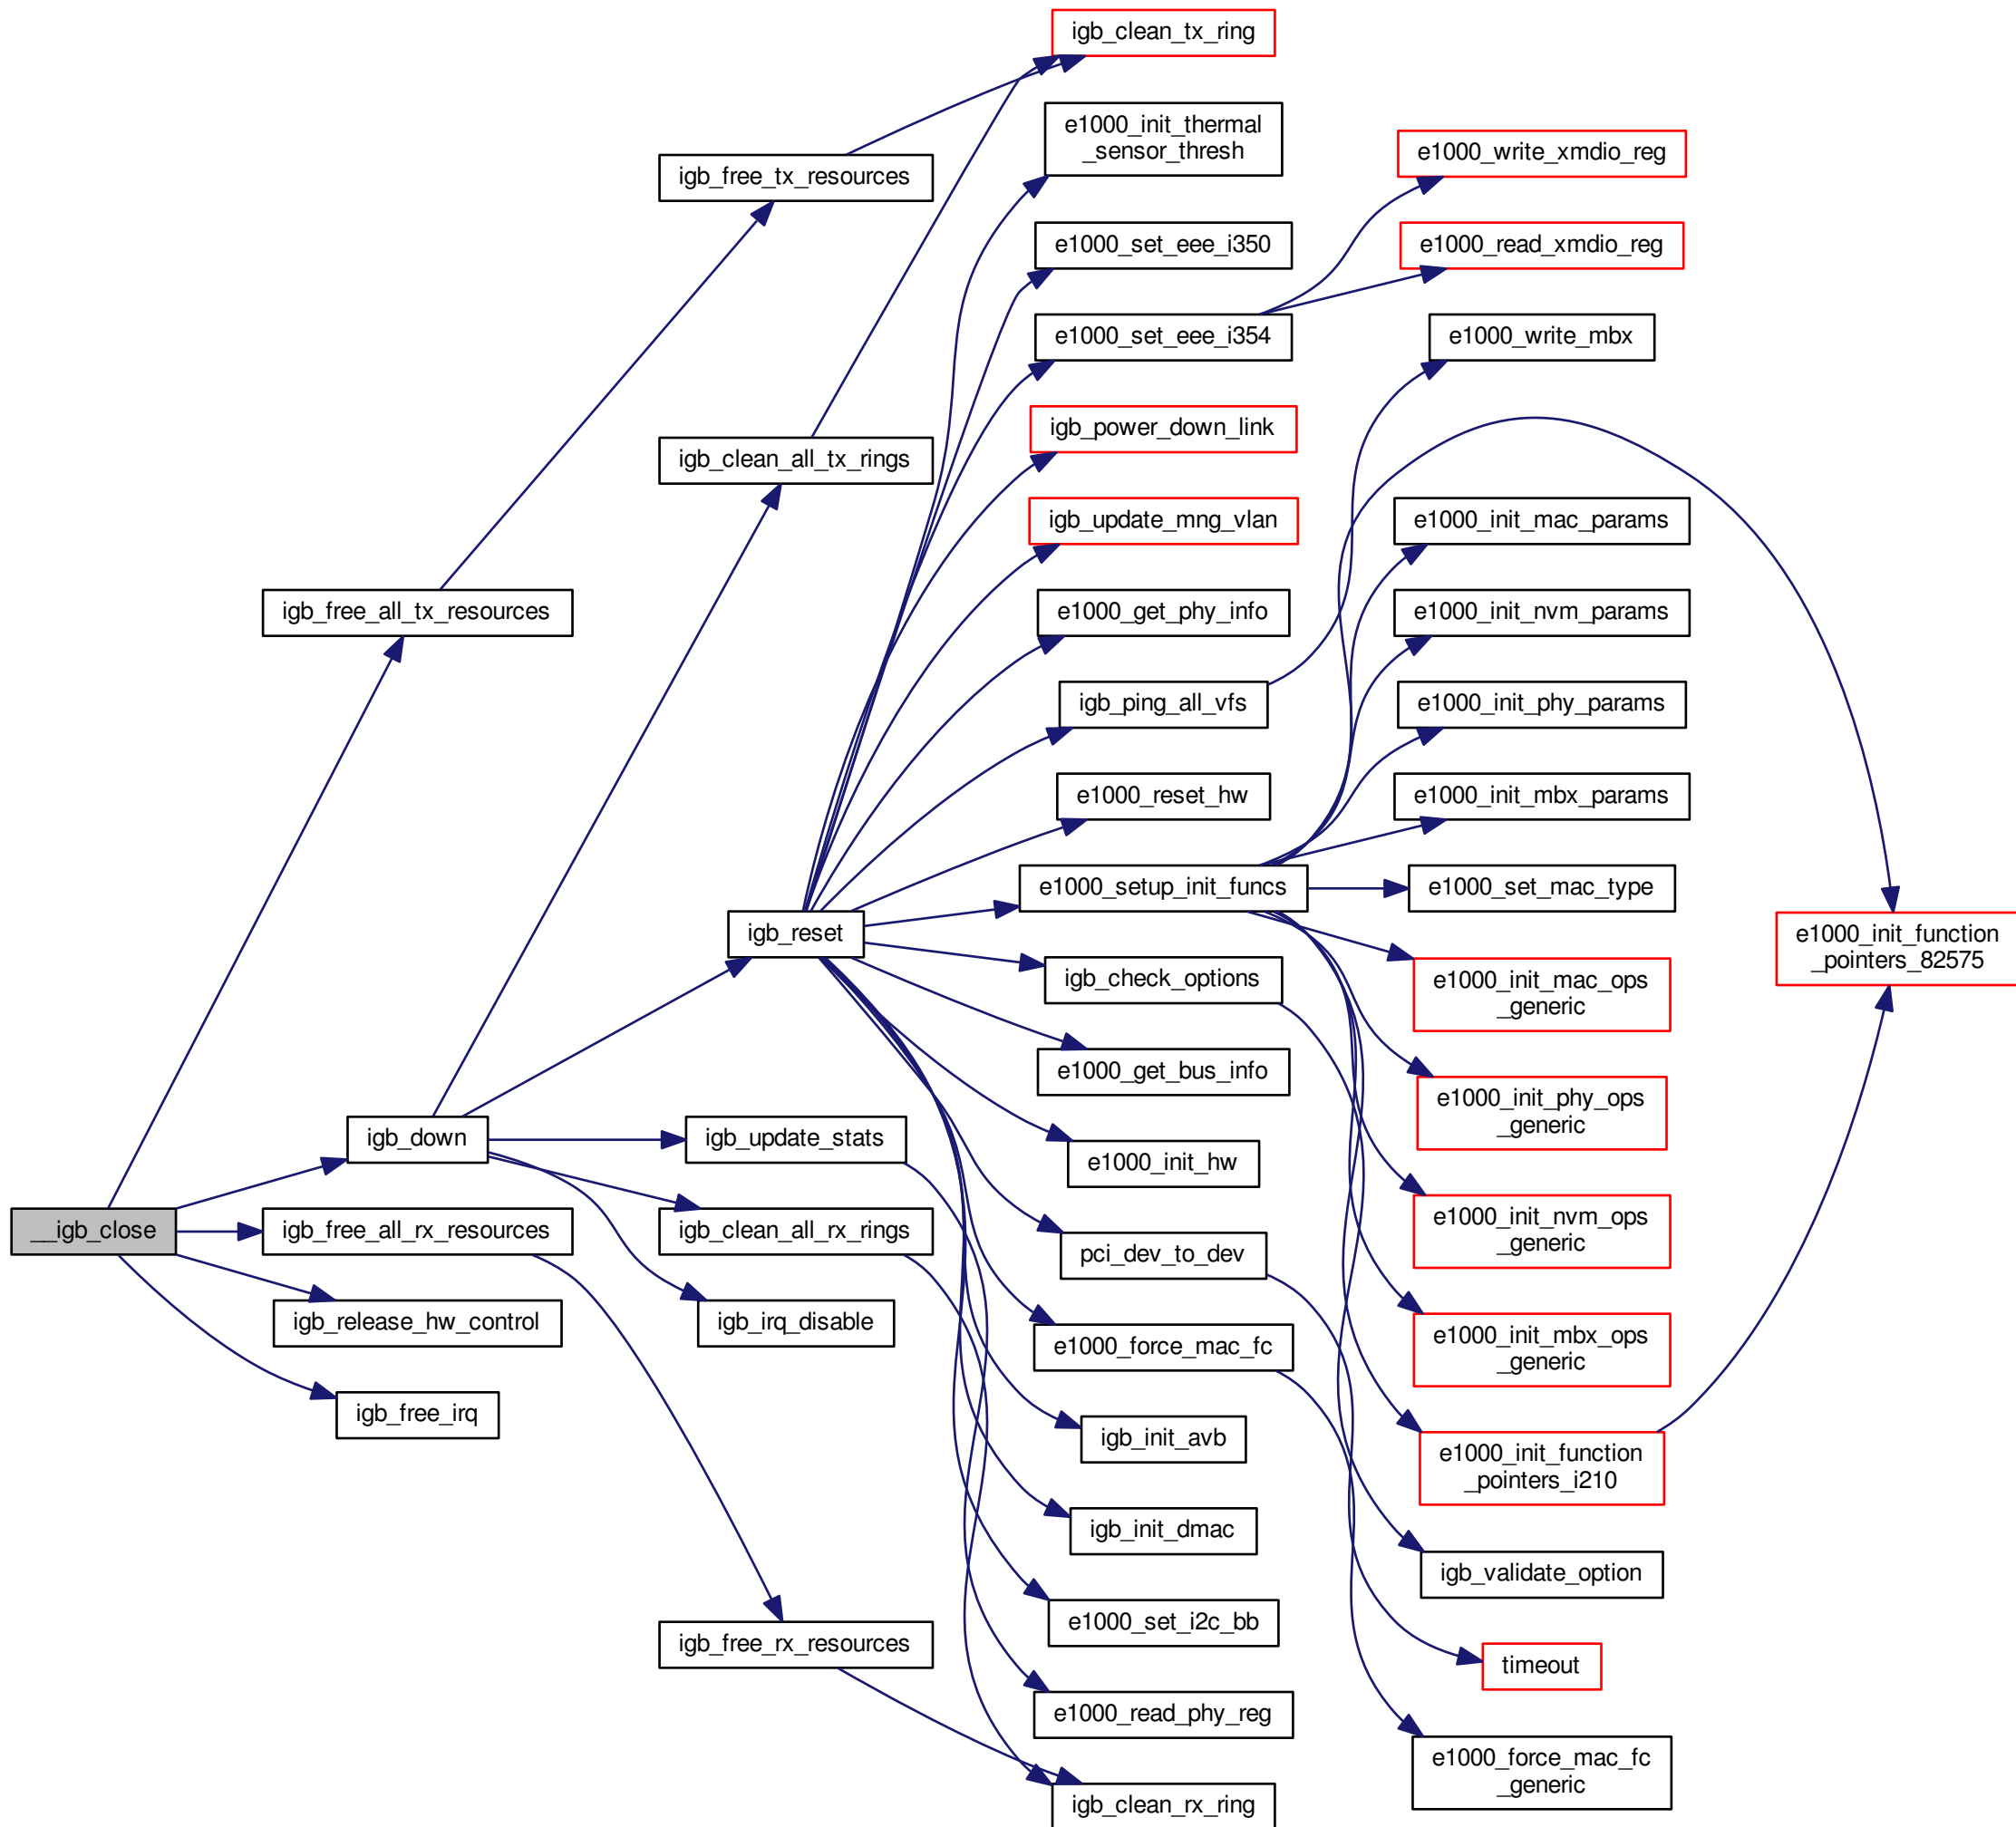 __igb_close
igb_free_all_tx_resources
igb_down
igb_free_all_rx_resources
igb_release_hw_control
igb_free_irq
igb_free_tx_resources
igb_clean_all_tx_rings
igb_reset
igb_update_stats
igb_clean_all_rx_rings
igb_irq_disable
igb_free_rx_resources
igb_clean_tx_ring
e1000_init_thermal
_sensor_thresh
e1000_set_eee_i350
e1000_set_eee_i354
igb_power_down_link
igb_update_mng_vlan
e1000_get_phy_info
igb_ping_all_vfs
e1000_reset_hw
e1000_setup_init_funcs
igb_check_options
e1000_get_bus_info
e1000_init_hw
pci_dev_to_dev
e1000_force_mac_fc
igb_init_avb
igb_init_dmac
e1000_set_i2c_bb
e1000_read_phy_reg
igb_clean_rx_ring
e1000_write_xmdio_reg
e1000_read_xmdio_reg
e1000_write_mbx
e1000_init_mac_params
e1000_init_nvm_params
e1000_init_phy_params
e1000_init_mbx_params
e1000_set_mac_type
e1000_init_mac_ops
_generic
e1000_init_phy_ops
_generic
e1000_init_nvm_ops
_generic
e1000_init_mbx_ops
_generic
e1000_init_function
_pointers_i210
igb_validate_option
timeout
e1000_force_mac_fc
_generic
e1000_init_function
_pointers_82575